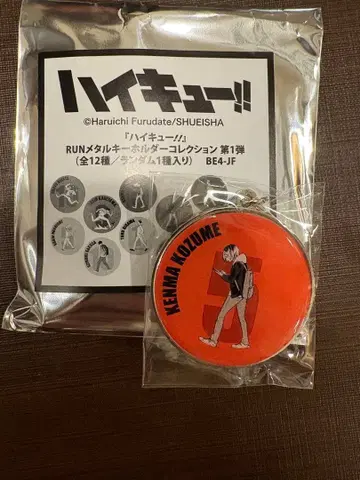 ハイキュー!!
©Haruichi Furudate/SHUEISHA
『ハイキュー!!』
RUNメタルキーホルダーコレクション 第1弾
(全12種/ランダム1種入り) BE4-JF
KENMA KOZUME
5